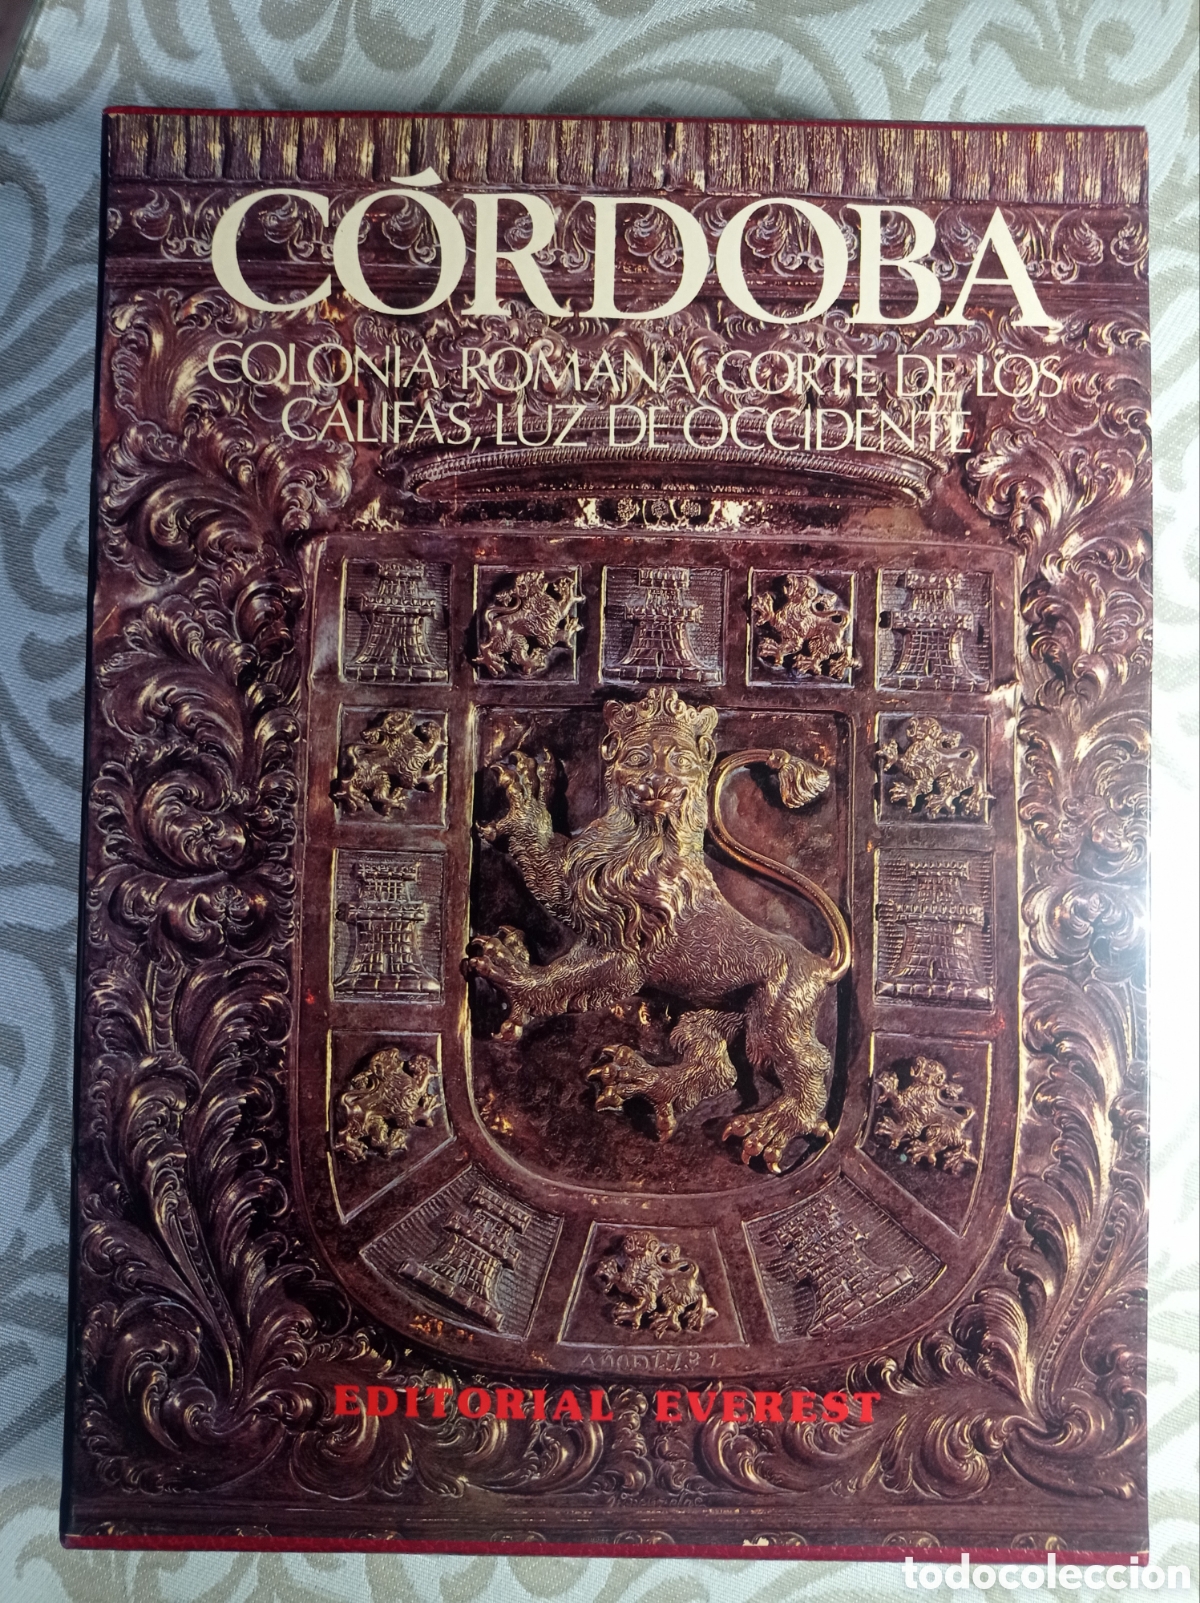 CÓRDOBA
COLONIA ROMANA, CORTE DE LOS
CALIFAS, LUZ DE OCCIDENTE
EDITORIAL EVEREST
todocoleccion